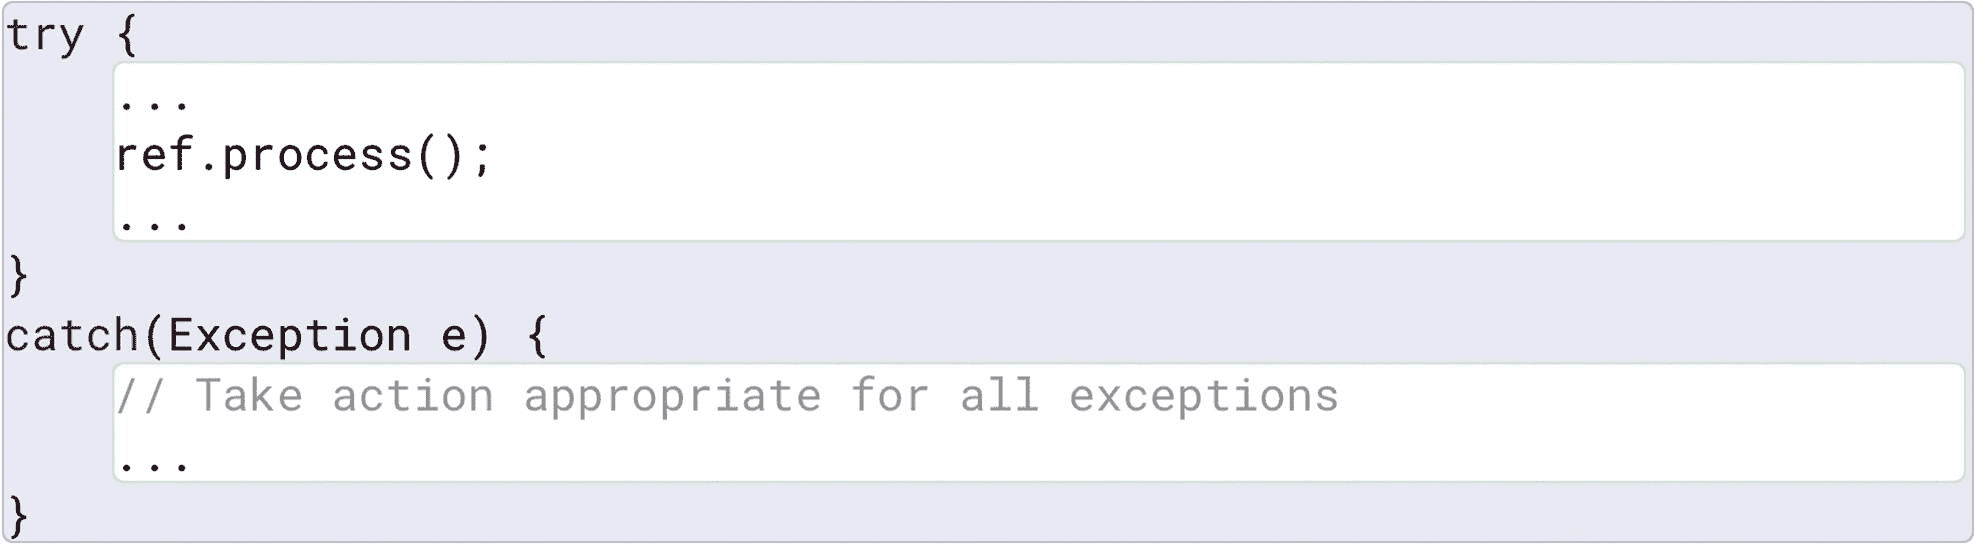 try {
...
ref.process();
...
}
catch(Exception e) {
// Take action appropriate for all exceptions
...
}